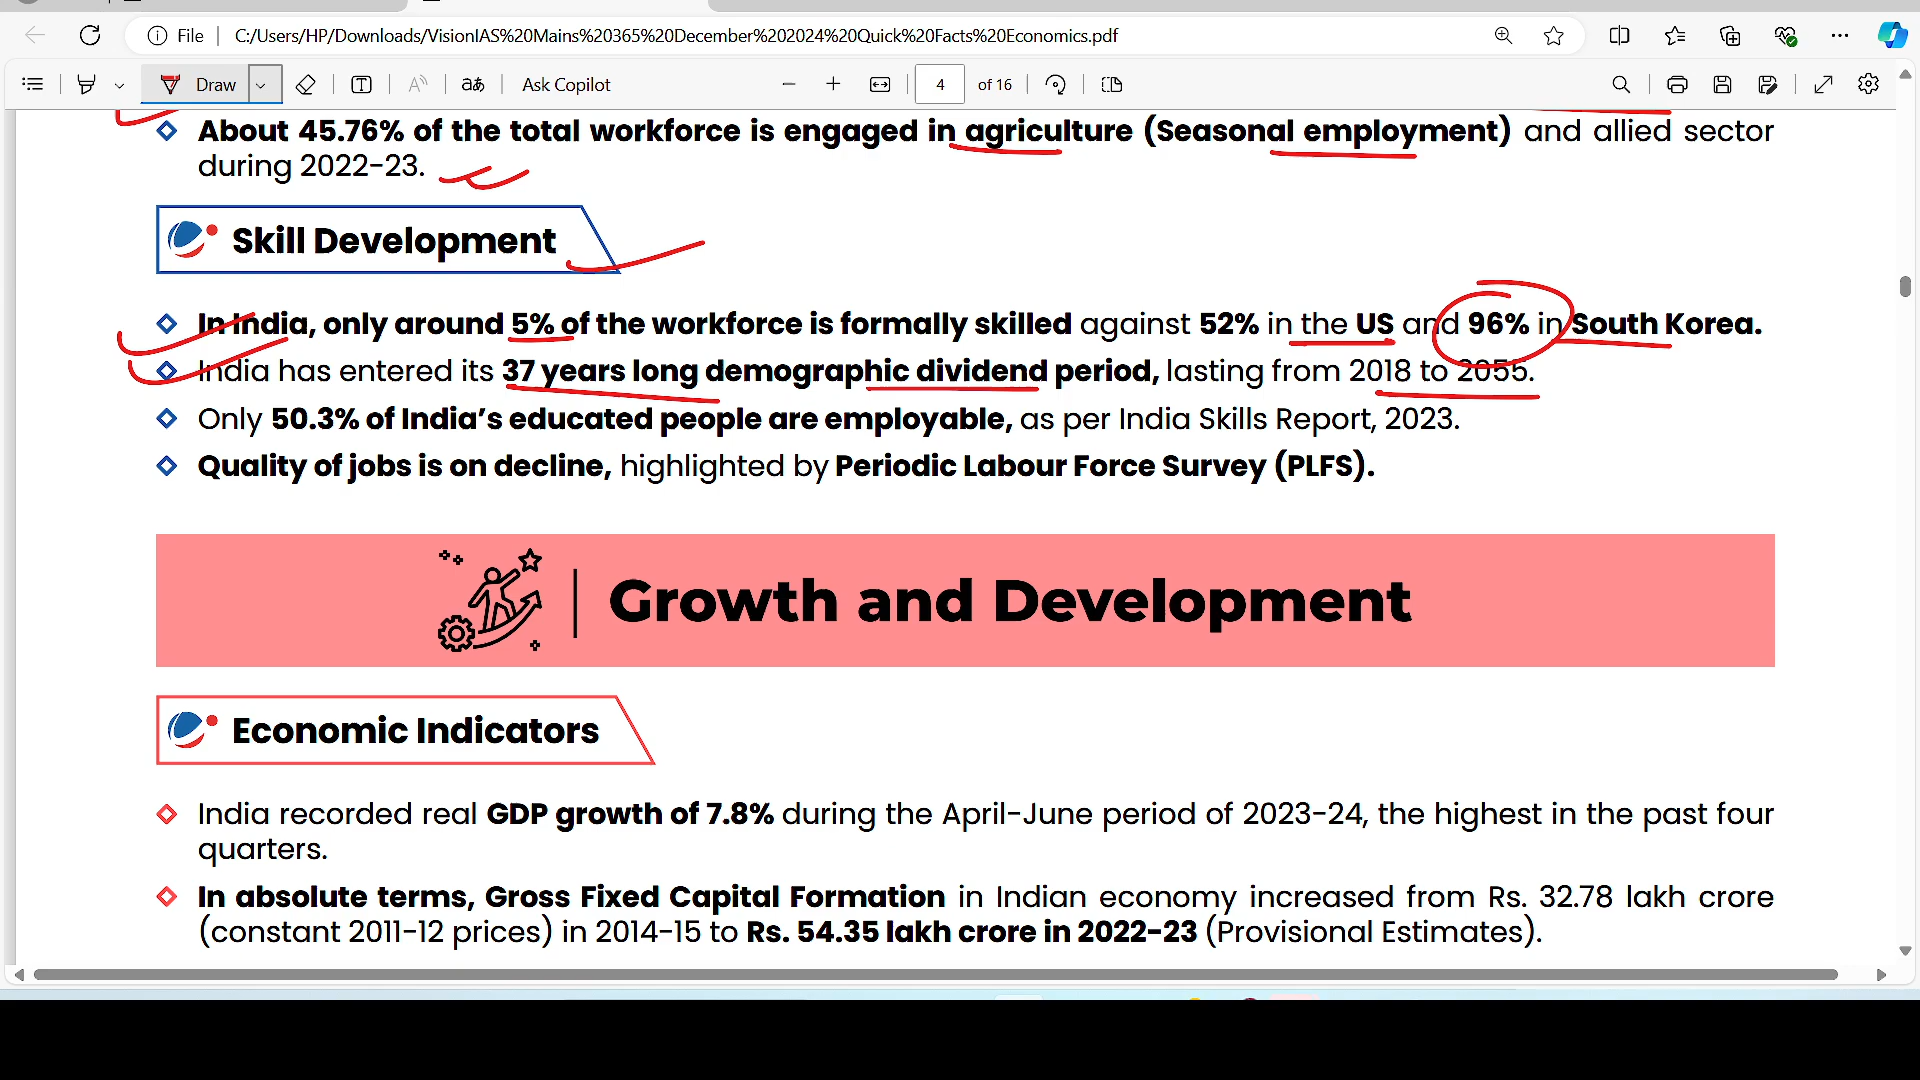 File
C:/Users/HP/Downloads/VisionIAS%20Mains%20365%20December%202024%20Quick%20Facts%20Economics.pdf
Draw
Ask Copilot
4 of 16
About 45.76% of the total workforce is engaged in agriculture (Seasonal employment) and allied sector
during 2022-23.
Skill Development
In India, only around 5% of the workforce is formally skilled against 52% in the US and 96% in South Korea.
India has entered its 37 years long demographic dividend period, lasting from 2018 to 2055.
Only 50.3% of India's educated people are employable, as per India Skills Report, 2023.
Quality of jobs is on decline, highlighted by Periodic Labour Force Survey (PLFS).
Growth and Development
Economic Indicators
India recorded real GDP growth of 7.8% during the April-June period of 2023-24, the highest in the past four
quarters.
In absolute terms, Gross Fixed Capital Formation in Indian economy increased from Rs. 32.78 lakh crore
(constant 2011-12 prices) in 2014-15 to Rs. 54.35 lakh crore in 2022-23 (Provisional Estimates).